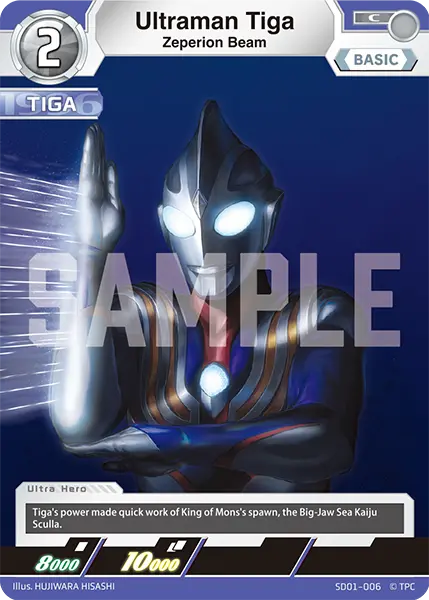 2
Ultraman Tiga
Zeperion Beam
C
BASIC
1996
TIGA
SAMPLE
Ultra Hero
Tiga's power made quick work of King of Mons's spawn, the Big-Jaw Sea Kaiju
Sculla.
8000
10000
Illus. HUJIWARA HISASHI
SD01-006 © TPC